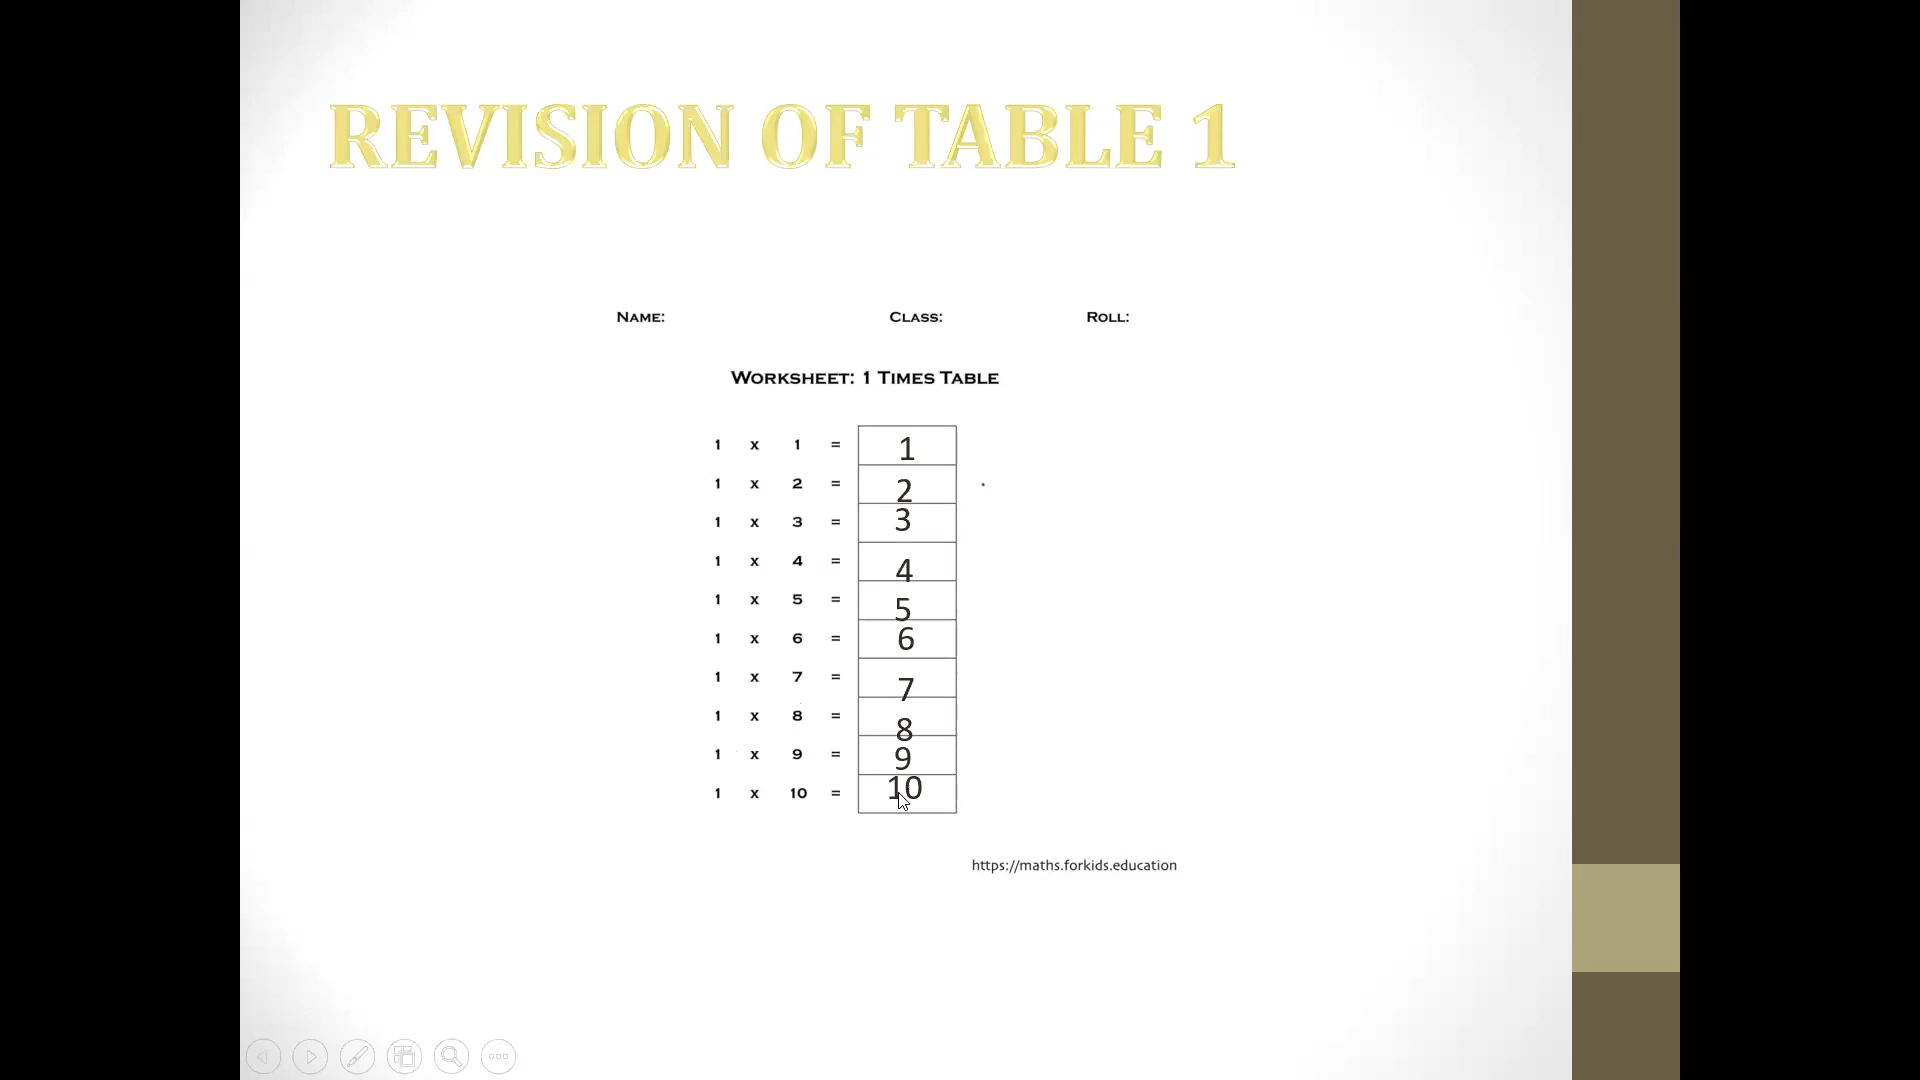 REVISION OF TABLE 1
NAME: CLASS: ROLL:
WORKSHEET: 1 TIMES TABLE
1 x 1 = 1
1 x 2 = 2
1 x 3 = 3
1 x 4 = 4
1 x 5 = 5
1 x 6 = 6
1 x 7 = 7
1 x 8 = 8
1 x 9 = 9
1 x 10 = 10
https://maths.forkids.education